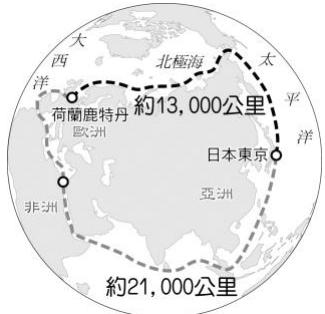 大西洋
北極海
太平洋
約13,000公里
荷蘭鹿特丹
歐洲
日本東京
亞洲
非洲
約21,000公里